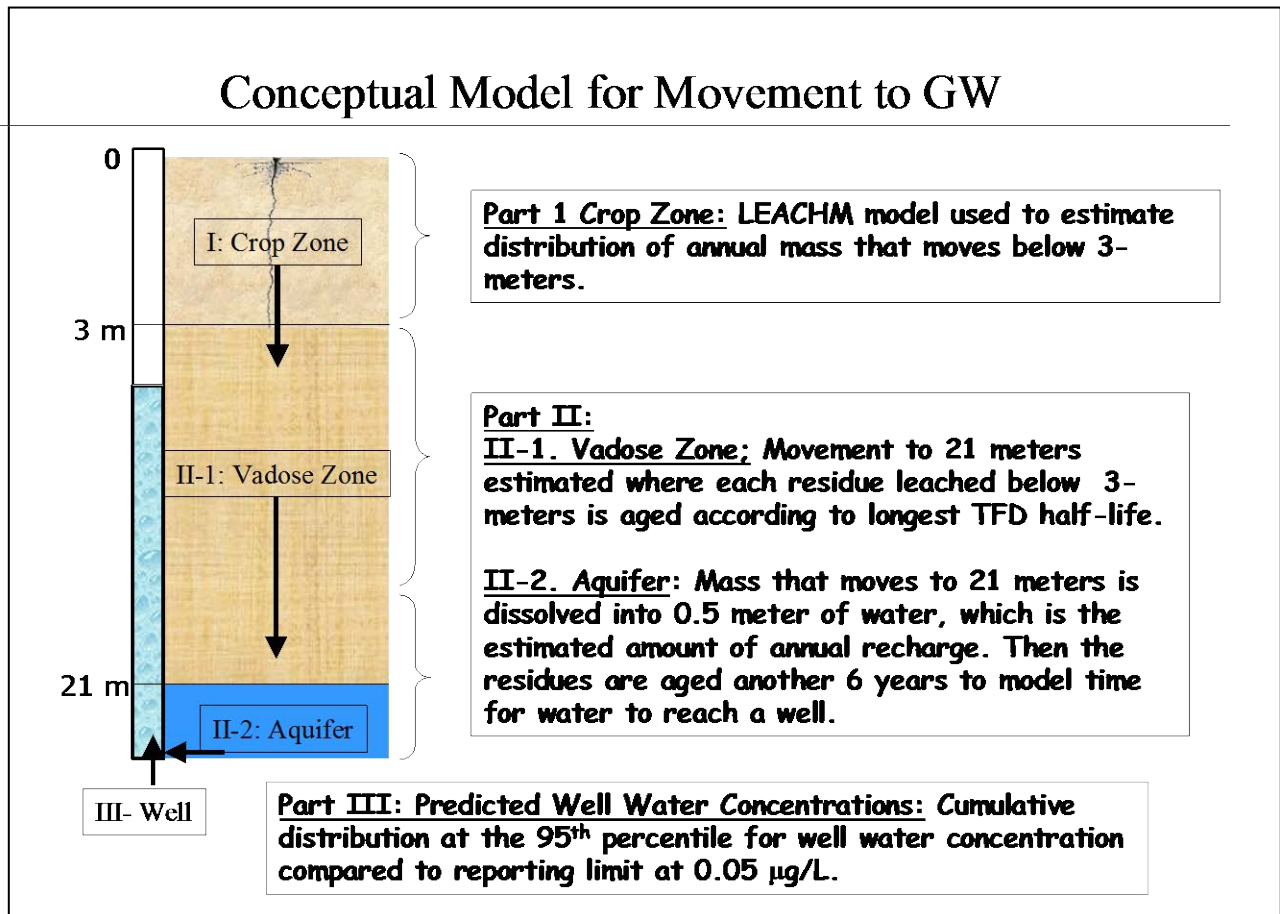 Conceptual Model for Movement to GW
0
I: Crop Zone
3 m
II-1: Vadose Zone
21 m
II-2: Aquifer
III- Well
Part 1 Crop Zone: LEACHM model used to estimate
distribution of annual mass that moves below 3-
meters.
Part II:
II-1. Vadose Zone; Movement to 21 meters
estimated where each residue leached below 3-
meters is aged according to longest TFD half-life.
II-2. Aquifer: Mass that moves to 21 meters is
dissolved into 0.5 meter of water, which is the
estimated amount of annual recharge. Then the
residues are aged another 6 years to model time
for water to reach a well.
Part III: Predicted Well Water Concentrations: Cumulative
distribution at the 95th percentile for well water concentration
compared to reporting limit at 0.05 μg/L.